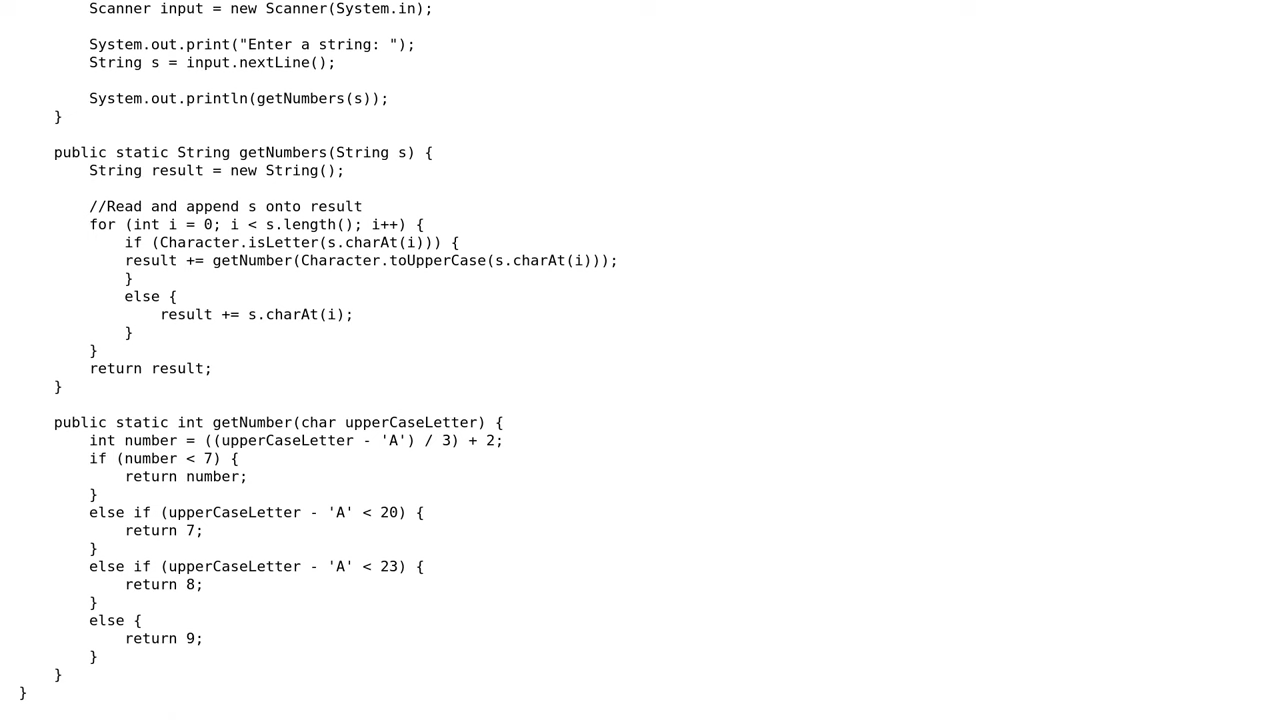 Scanner input = new Scanner(System.in);

        System.out.print("Enter a string: ");
        String s = input.nextLine();

        System.out.println(getNumbers(s));
    }

    public static String getNumbers(String s) {
        String result = new String();

        //Read and append s onto result
        for (int i = 0; i < s.length(); i++) {
            if (Character.isLetter(s.charAt(i))) {
            result += getNumber(Character.toUpperCase(s.charAt(i)));
            }
            else {
                result += s.charAt(i);
            }
        }
        return result;
    }

    public static int getNumber(char upperCaseLetter) {
        int number = ((upperCaseLetter - 'A') / 3) + 2;
        if (number < 7) {
            return number;
        }
        else if (upperCaseLetter - 'A' < 20) {
            return 7;
        }
        else if (upperCaseLetter - 'A' < 23) {
            return 8;
        }
        else {
            return 9;
        }
    }
}